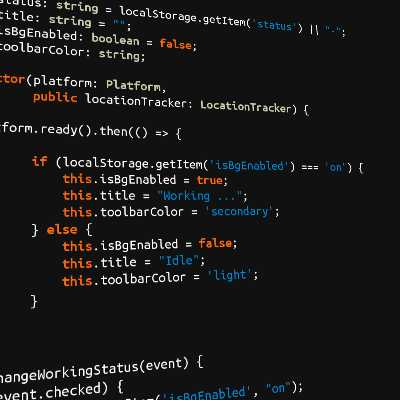 status: string = localStorage.getItem('status') || "-";
title: string = "";
isBgEnabled: boolean = false;
toolbarColor: string;
ctor(platform: Platform,
public locationTracker: LocationTracker) {
tform.ready().then(() => {
if (localStorage.getItem('isBgEnabled') === 'on') {
this.isBgEnabled = true;
this.title = "Working ...";
this.toolbarColor = 'secondary';
} else {
this.isBgEnabled = false;
this.title = "Idle";
this.toolbarColor = 'light';
}
hangeWorkingStatus(event) {
event.checked) {
'isBgEnabled', "on");